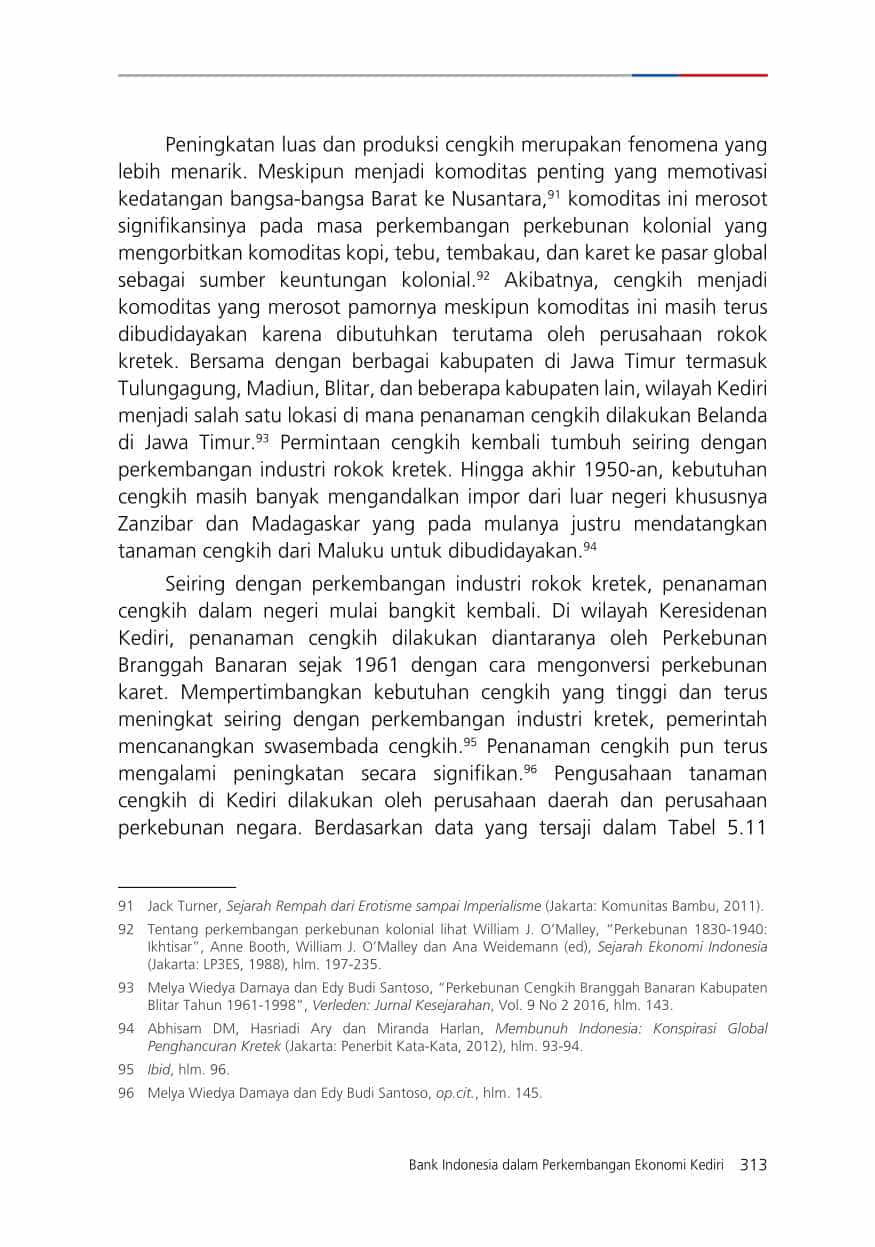 Peningkatan luas dan produksi cengkih merupakan fenomena yang
lebih menarik. Meskipun menjadi komoditas penting yang memotivasi
kedatangan bangsa-bangsa Barat ke Nusantara,91 komoditas ini merosot
signifikansinya pada masa perkembangan perkebunan kolonial yang
mengorbitkan komoditas kopi, tebu, tembakau, dan karet ke pasar global
sebagai sumber keuntungan kolonial.92 Akibatnya, cengkih menjadi
komoditas yang merosot pamornya meskipun komoditas ini masih terus
dibudidayakan karena dibutuhkan terutama oleh perusahaan rokok
kretek. Bersama dengan berbagai kabupaten di Jawa Timur termasuk
Tulungagung, Madiun, Blitar, dan beberapa kabupaten lain, wilayah Kediri
menjadi salah satu lokasi di mana penanaman cengkih dilakukan Belanda
di Jawa Timur.93 Permintaan cengkih kembali tumbuh seiring dengan
perkembangan industri rokok kretek. Hingga akhir 1950-an, kebutuhan
cengkih masih banyak mengandalkan impor dari luar negeri khususnya
Zanzibar dan Madagaskar yang pada mulanya justru mendatangkan
tanaman cengkih dari Maluku untuk dibudidayakan.94
Seiring dengan perkembangan industri rokok kretek, penanaman
cengkih dalam negeri mulai bangkit kembali. Di wilayah Keresidenan
Kediri, penanaman cengkih dilakukan diantaranya oleh Perkebunan
Branggah Banaran sejak 1961 dengan cara mengonversi perkebunan
karet. Mempertimbangkan kebutuhan cengkih yang tinggi dan terus
meningkat seiring dengan perkembangan industri kretek, pemerintah
mencanangkan swasembada cengkih.95 Penanaman cengkih pun terus
mengalami peningkatan secara signifikan.96 Pengusahaan tanaman
cengkih di Kediri dilakukan oleh perusahaan daerah dan perusahaan
perkebunan negara. Berdasarkan data yang tersaji dalam Tabel 5.11
91 Jack Turner, Sejarah Rempah dari Erotisme sampai Imperialisme (Jakarta: Komunitas Bambu, 2011).
92 Tentang perkembangan perkebunan kolonial lihat William J. O’Malley, “Perkebunan 1830-1940:
Ikhtisar”, Anne Booth, William J. O’Malley dan Ana Weidemann (ed), Sejarah Ekonomi Indonesia
(Jakarta: LP3ES, 1988), hlm. 197-235.
93 Melya Wiedya Damaya dan Edy Budi Santoso, “Perkebunan Cengkih Branggah Banaran Kabupaten
Blitar Tahun 1961-1998”, Verleden: Jurnal Kesejarahan, Vol. 9 No 2 2016, hlm. 143.
94 Abhisam DM, Hasriadi Ary dan Miranda Harlan, Membunuh Indonesia: Konspirasi Global
Penghancuran Kretek (Jakarta: Penerbit Kata-Kata, 2012), hlm. 93-94.
95 Ibid, hlm. 96.
96 Melya Wiedya Damaya dan Edy Budi Santoso, op.cit., hlm. 145.
Bank Indonesia dalam Perkembangan Ekonomi Kediri 313